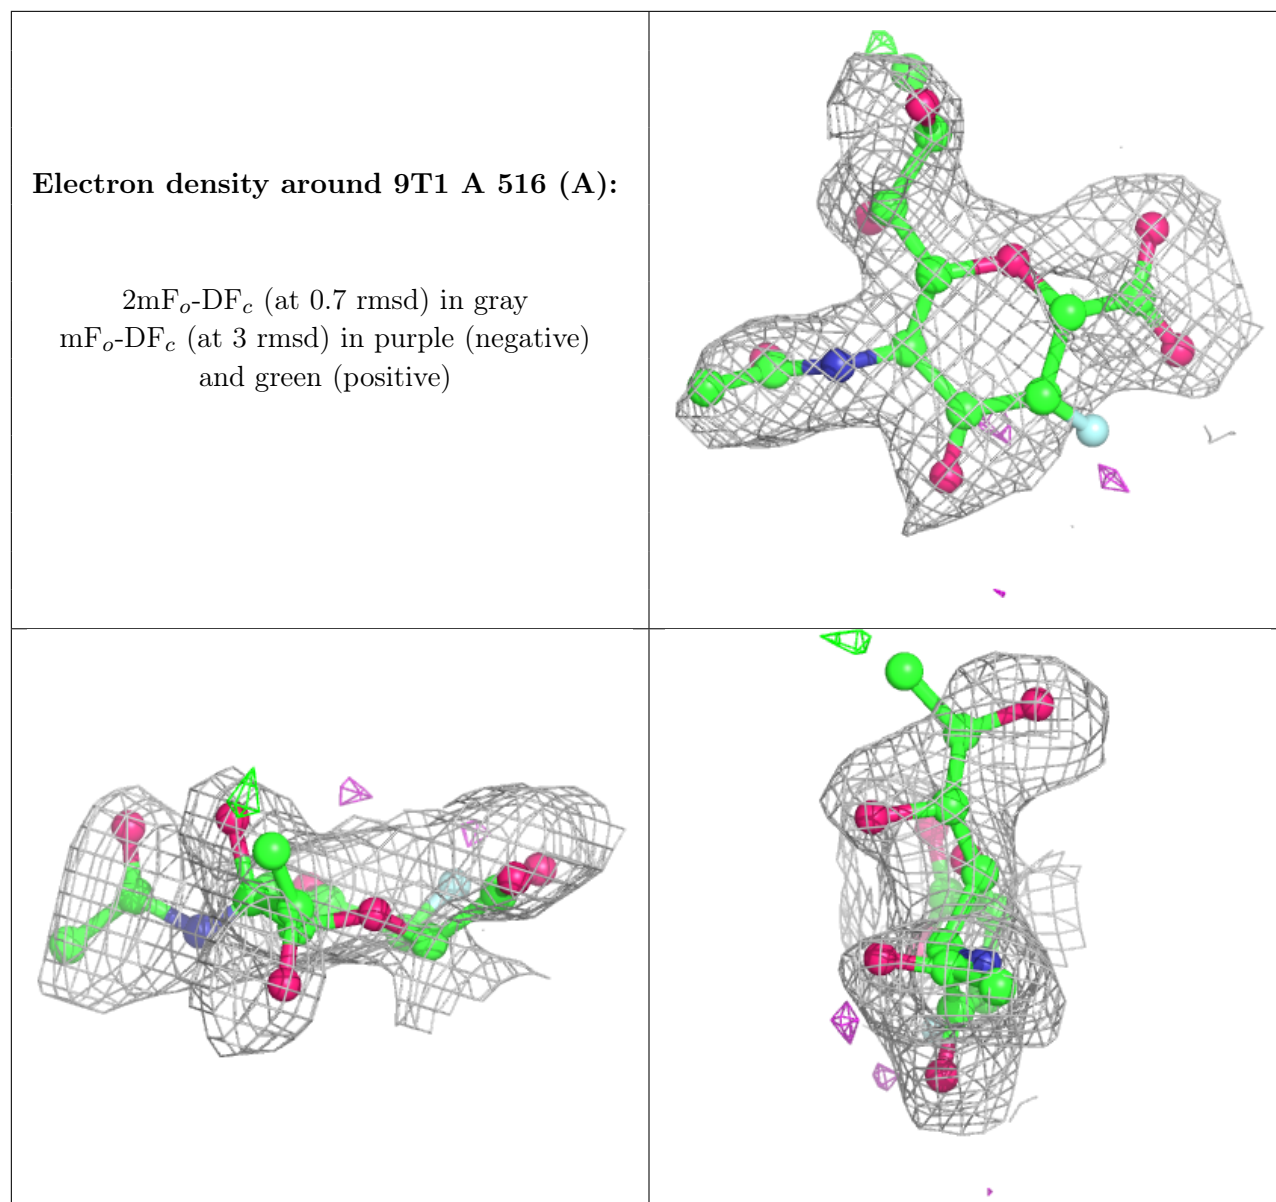 Electron density around 9T1 A 516 (A):
2mFo-DFc (at 0.7 rmsd) in gray
mFo-DFc (at 3 rmsd) in purple (negative)
and green (positive)